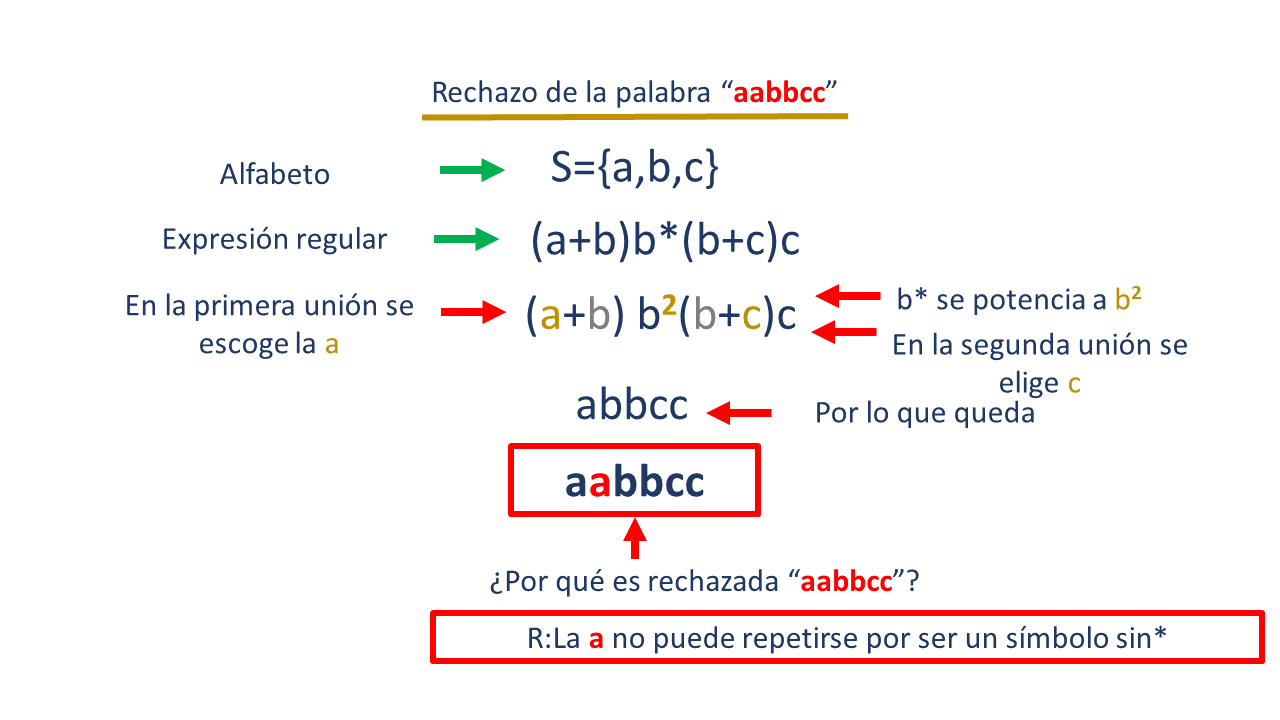 Rechazo de la palabra “aabbcc”
Alfabeto
S={a,b,c}
Expresión regular
(a+b)b*(b+c)c
En la primera unión se
escoge la a
(a+b) b²(b+c)c
b* se potencia a b²
En la segunda unión se
elige c
abbcc
Por lo que queda
aabbcc
¿Por qué es rechazada “aabbcc”?
R:La a no puede repetirse por ser un símbolo sin*